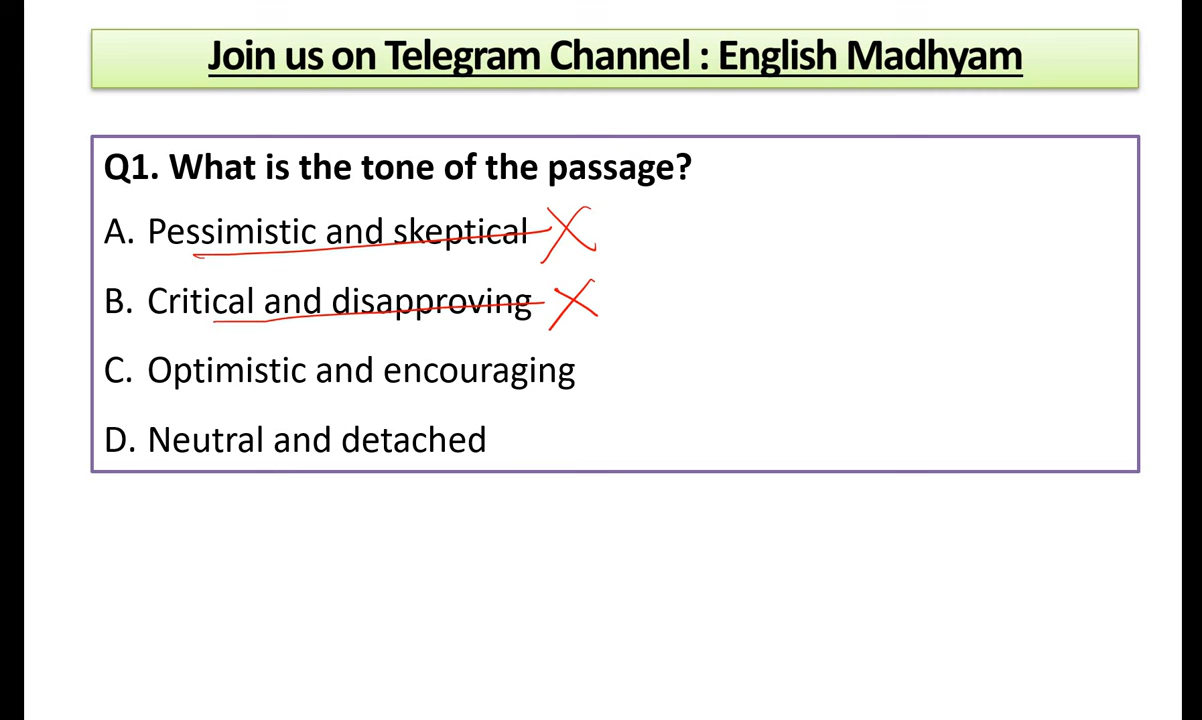 Join us on Telegram Channel : English Madhyam
Q1. What is the tone of the passage?
A. Pessimistic and skeptical
B. Critical and disapproving
C. Optimistic and encouraging
D. Neutral and detached